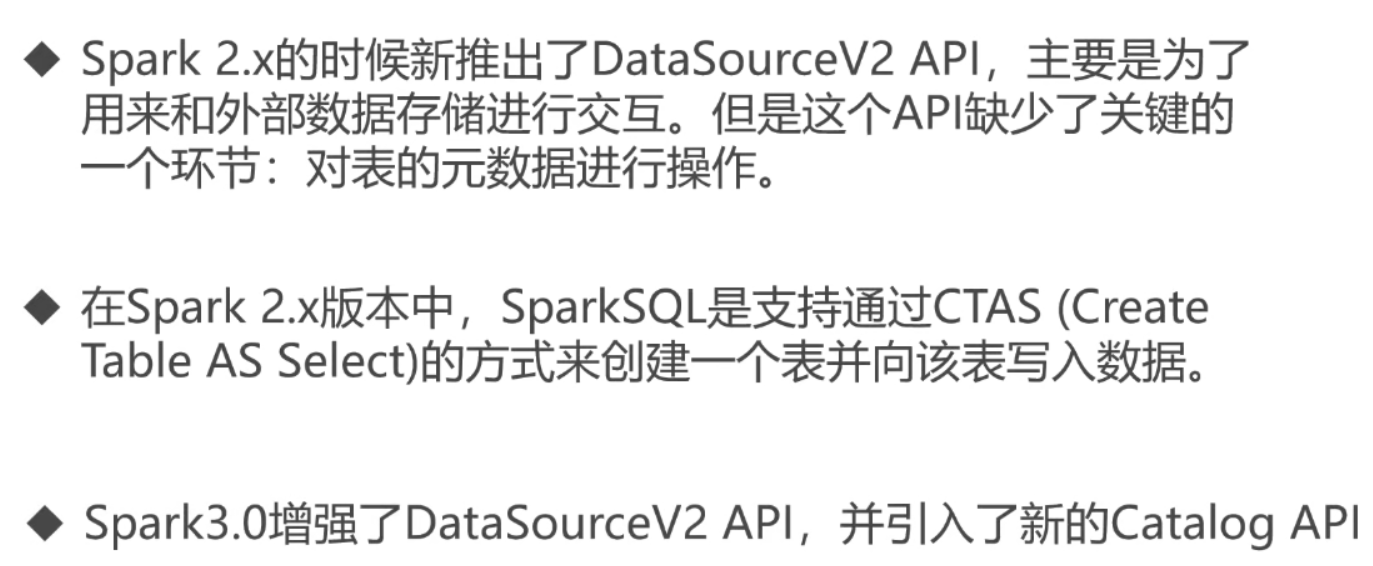 ◆ Spark 2.x的时候新推出了DataSourceV2 API，主要是为了
用来和外部数据存储进行交互。但是这个API缺少了关键的
一个环节：对表的元数据进行操作。
◆ 在Spark 2.x版本中，SparkSQL是支持通过CTAS (Create
Table AS Select)的方式来创建一个表并向该表写入数据。
◆ Spark3.0增强了DataSourceV2 API，并引入了新的Catalog API